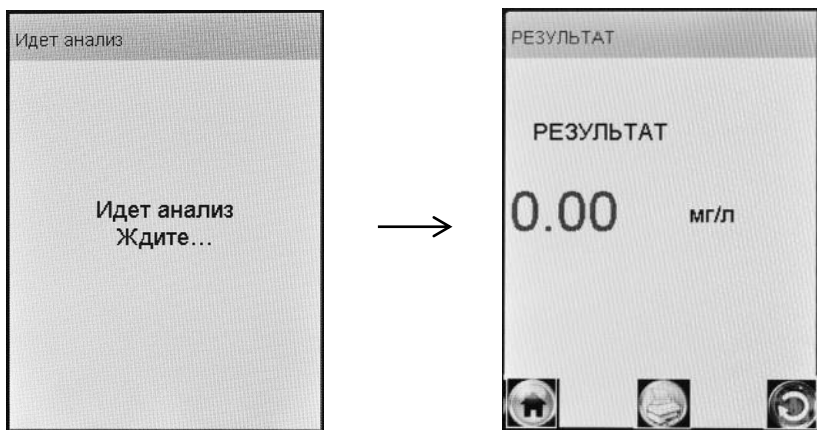 Идет анализ
Идет анализ
Ждите...
РЕЗУЛЬТАТ
РЕЗУЛЬТАТ
0.00 мг/л